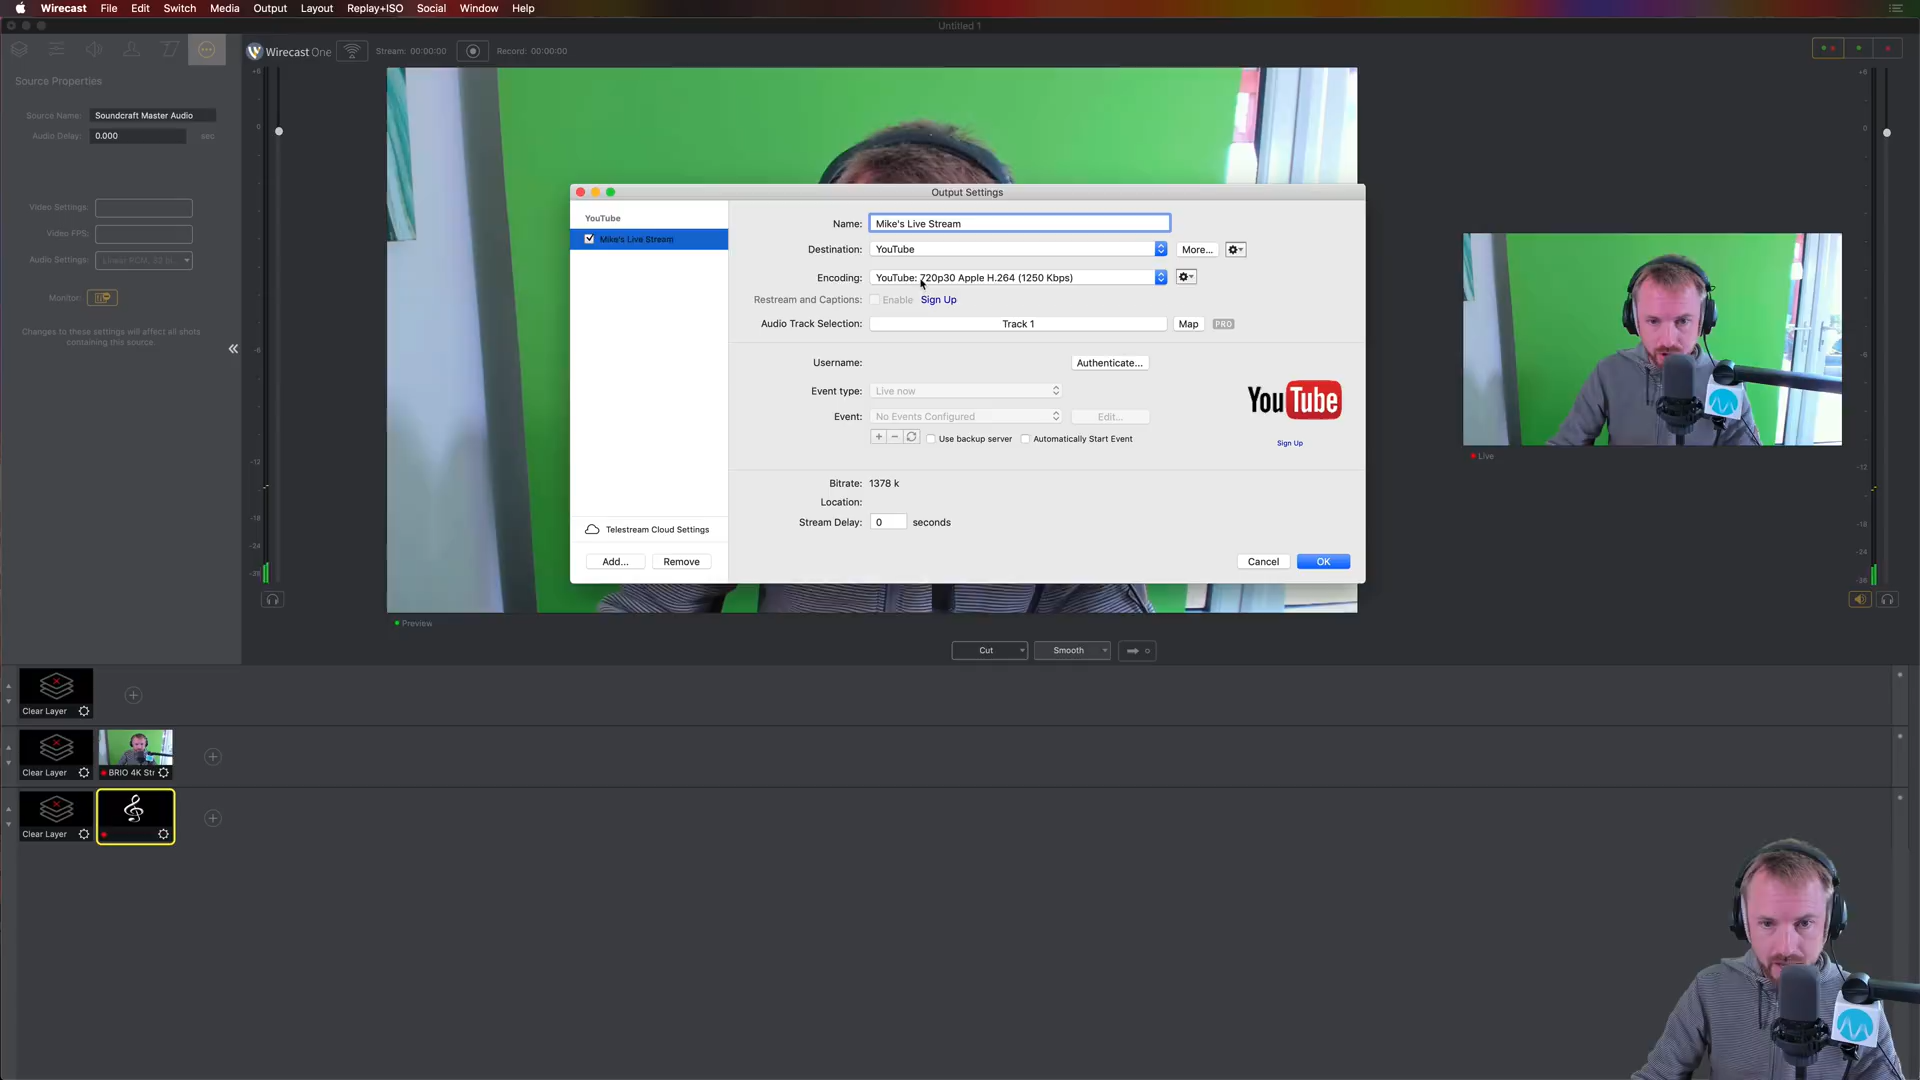 Wirecast File Edit Switch Media Output Layout Replay+ISO Social Window Help
Untitled 1
Wirecast One
Stream: 00:00:00
Record: 00:00:00
Source Properties
Source Name: Soundcraft Master Audio
Audio Delay: 0.000 sec
Video Settings:
Video FPS:
Audio Settings:
Monitor:
Changes to these settings will affect all shots
containing this source.
Output Settings
YouTube
Mike's Live Stream
Telestream Cloud Settings
Add... Remove
Name: Mike's Live Stream
Destination: YouTube More...
Encoding: YouTube: 720p30 Apple H.264 (1250 Kbps)
Restream and Captions: Enable Sign Up
Audio Track Selection: Track 1 Map PRO
Username: Authenticate...
Event type: Live now
Event: No Events Configured Edit...
Use backup server Automatically Start Event
YouTube
Sign Up
Bitrate: 1378 k
Location:
Stream Delay: 0 seconds
Cancel OK
Preview
Live
Cut Smooth
Clear Layer
Clear Layer BRIO 4K Str
Clear Layer